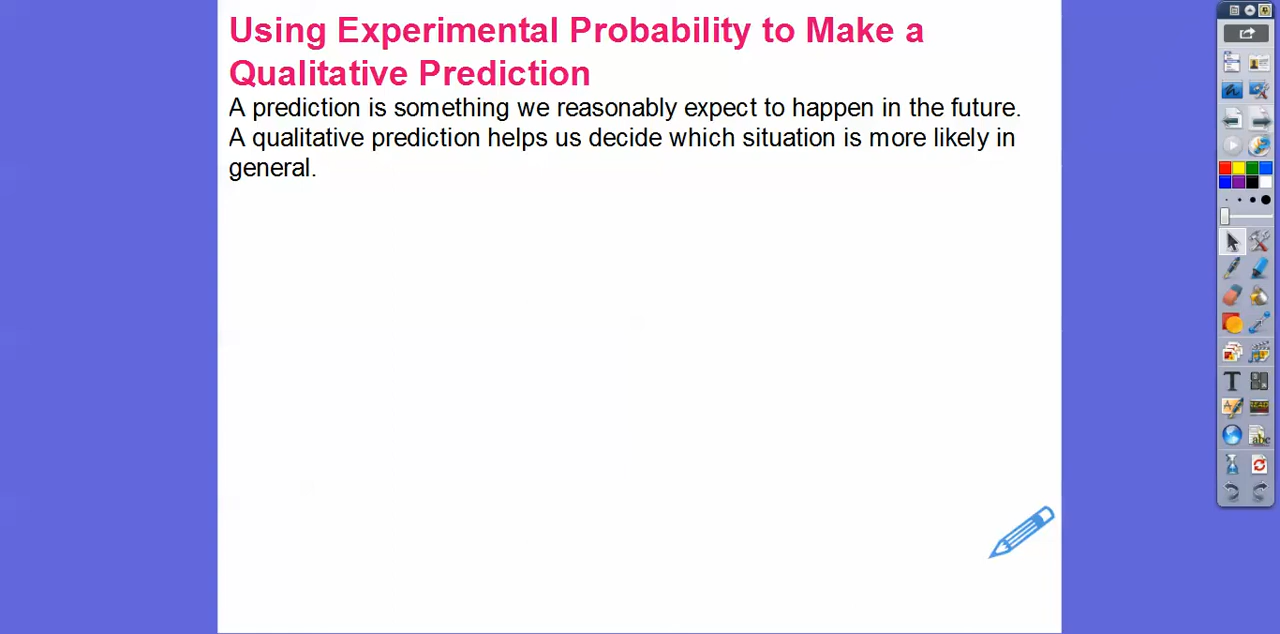 Using Experimental Probability to Make a
Qualitative Prediction
A prediction is something we reasonably expect to happen in the future.
A qualitative prediction helps us decide which situation is more likely in
general.